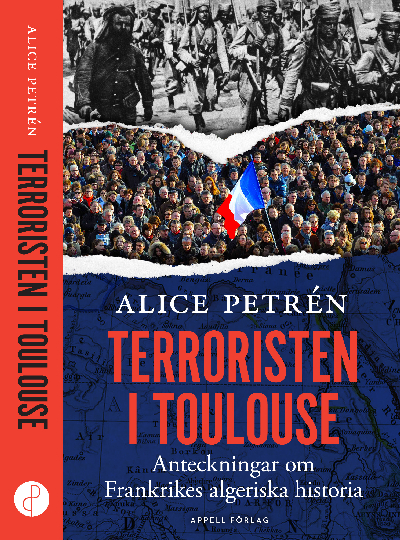 ALICE PETRÉN
TERRORISTEN I TOULOUSE
ALICE PETRÉN
TERRORISTEN
I TOULOUSE
Anteckningar om
Frankrikes algeriska historia
APPELL FÖRLAG